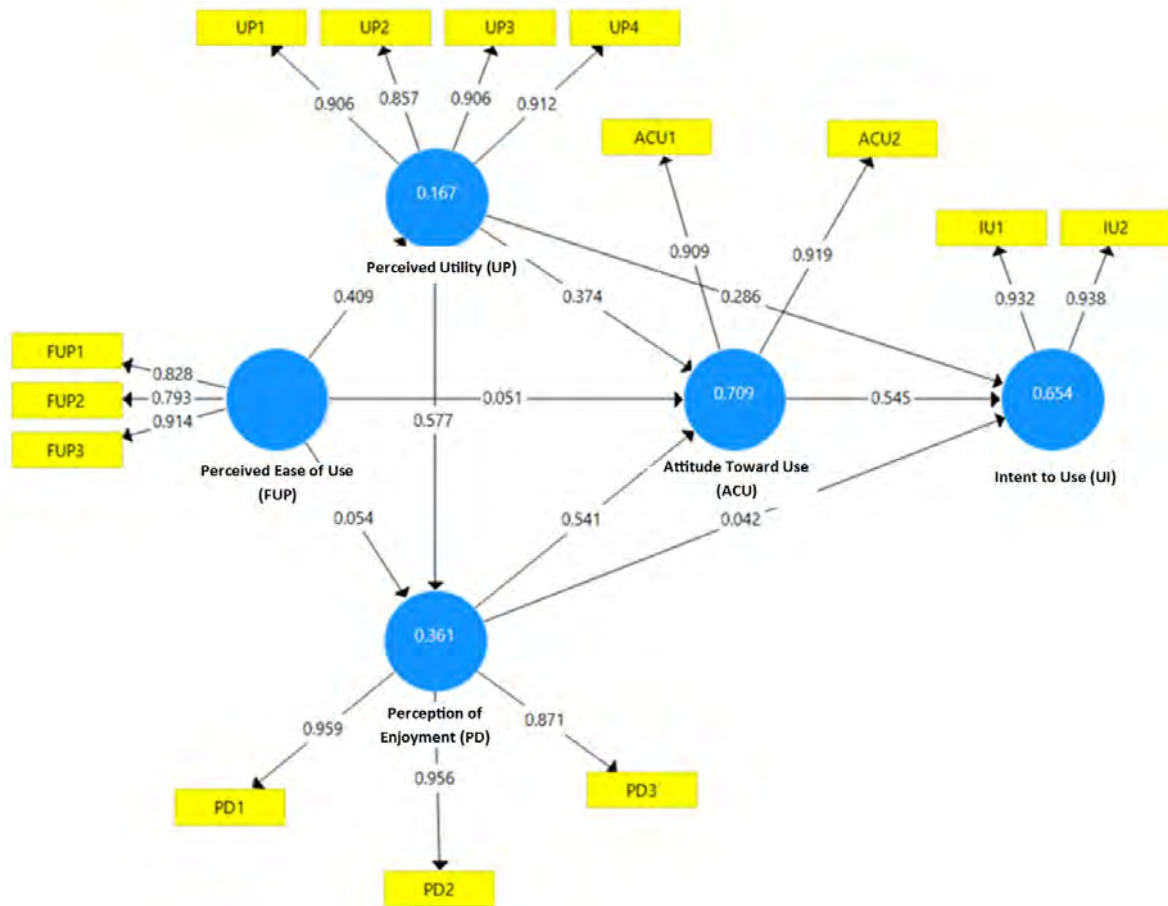 UP1 UP2 UP3 UP4
0.906 0.857 0.906 0.912
ACU1 ACU2
0.167
IU1 IU2
0.909 0.919
Perceived Utility (UP)
0.932 0.938
0.409 0.374 0.286
FUP1
0.828
FUP2 0.793 0.051 0.709 0.545 0.654
0.914
FUP3
0.577
Perceived Ease of Use
(FUP)
Attitude Toward Use
(ACU)
Intent to Use (UI)
0.054 0.541 0.042
0.361
Perception of
Enjoyment (PD)
0.959 0.871
0.956
PD1 PD3
PD2